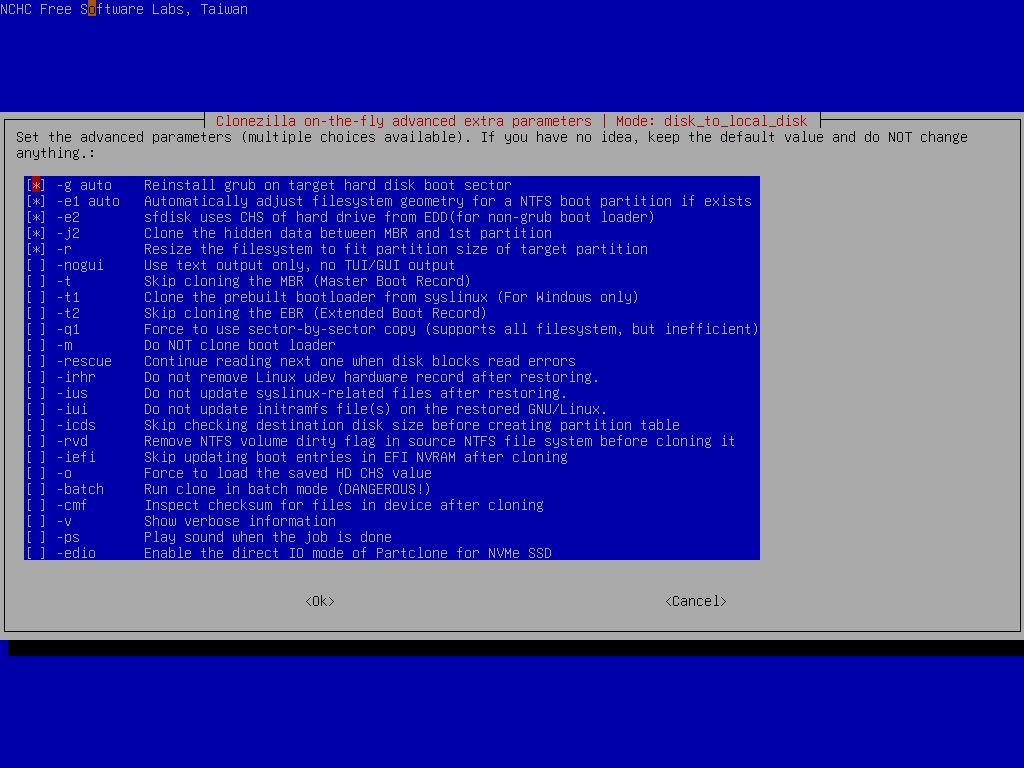 NCHC Free Software Labs, Taiwan
Clonezilla on-the-fly advanced extra parameters | Mode: disk_to_local_disk
Set the advanced parameters (multiple choices available). If you have no idea, keep the default value and do NOT change
anything.:
[*] -g auto Reinstall grub on target hard disk boot sector
[*] -e1 auto Automatically adjust filesystem geometry for a NTFS boot partition if exists
[*] -e2 sfdisk uses CHS of hard drive from EDD(for non-grub boot loader)
[*] -j2 Clone the hidden data between MBR and 1st partition
[*] -r Resize the filesystem to fit partition size of target partition
[ ] -nogui Use text output only, no TUI/GUI output
[ ] -t Skip cloning the MBR (Master Boot Record)
[ ] -t1 Clone the prebuilt bootloader from syslinux (For Windows only)
[ ] -t2 Skip cloning the EBR (Extended Boot Record)
[ ] -q1 Force to use sector-by-sector copy (supports all filesystem, but inefficient)
[ ] -m Do NOT clone boot loader
[ ] -rescue Continue reading next one when disk blocks read errors
[ ] -irhr Do not remove Linux udev hardware record after restoring.
[ ] -ius Do not update syslinux-related files after restoring.
[ ] -iui Do not update initramfs file(s) on the restored GNU/Linux.
[ ] -icds Skip checking destination disk size before creating partition table
[ ] -rvd Remove NTFS volume dirty flag in source NTFS file system before cloning it
[ ] -iefi Skip updating boot entries in EFI NVRAM after cloning
[ ] -o Force to load the saved HD CHS value
[ ] -batch Run clone in batch mode (DANGEROUS!)
[ ] -cmf Inspect checksum for files in device after cloning
[ ] -v Show verbose information
[ ] -ps Play sound when the job is done
[ ] -edio Enable the direct IO mode of Partclone for NVMe SSD
<Ok> <Cancel>